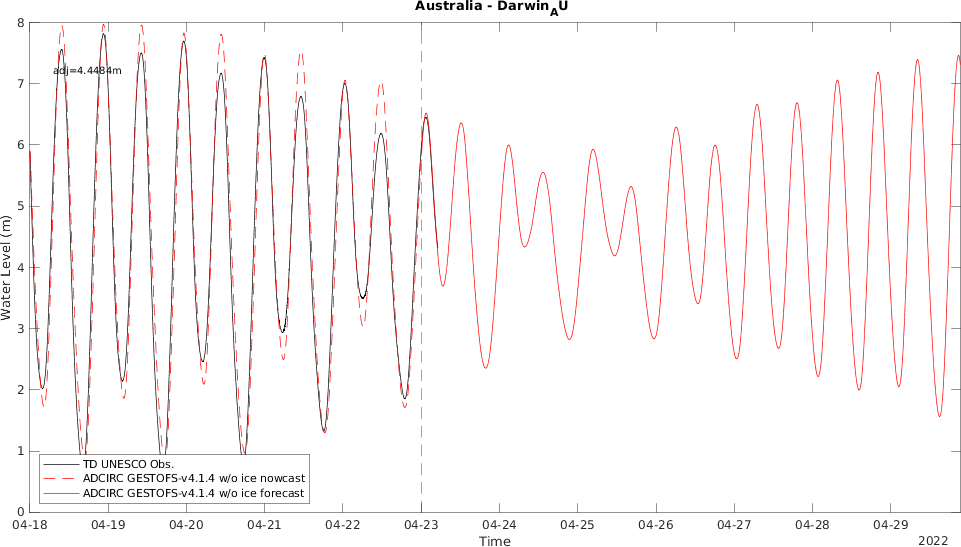 Australia - Darwin_AU
8
7
adj=4.4484m
6
5
4
3
2
1
0
Water Level (m)
TD UNESCO Obs.
ADCIRC GESTOFS-v4.1.4 w/o ice nowcast
ADCIRC GESTOFS-v4.1.4 w/o ice forecast
04-18 04-19 04-20 04-21 04-22 04-23 04-24 04-25 04-26 04-27 04-28 04-29
Time
2022